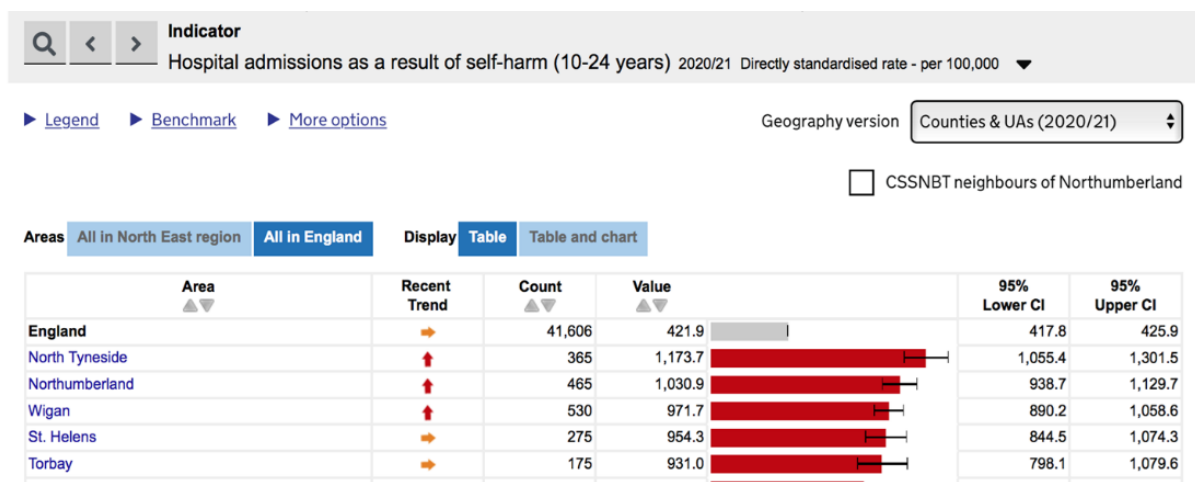 Indicator
Hospital admissions as a result of self-harm (10-24 years) 2020/21 Directly standardised rate - per 100,000
Legend Benchmark More options Geography version Counties & UAs (2020/21)
CSSNBT neighbours of Northumberland
Areas All in North East region All in England Display Table Table and chart
Area Recent Trend Count Value 95% Lower CI 95% Upper CI
England 41,606 421.9 417.8 425.9
North Tyneside 365 1,173.7 1,055.4 1,301.5
Northumberland 465 1,030.9 938.7 1,129.7
Wigan 530 971.7 890.2 1,058.6
St. Helens 275 954.3 844.5 1,074.3
Torbay 175 931.0 798.1 1,079.6